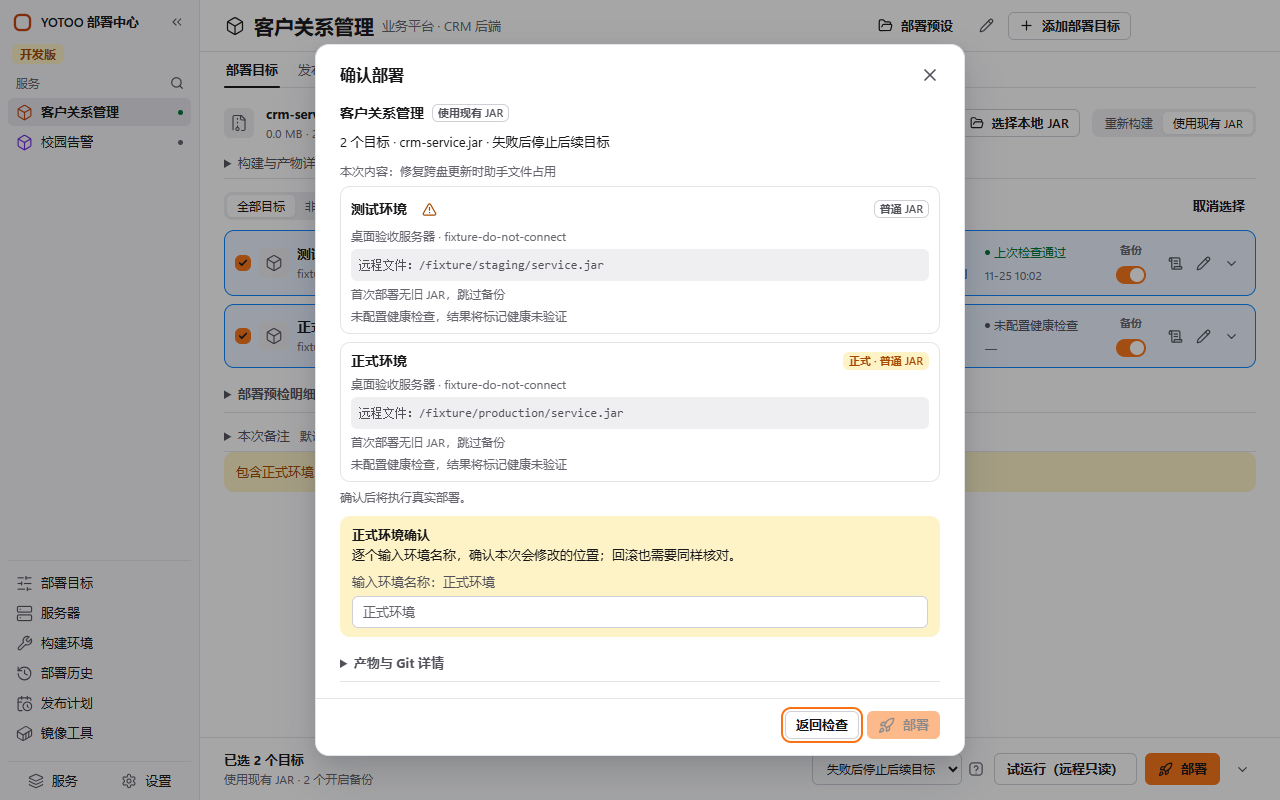 YOTOO 部署中心
开发版
服务
客户关系管理
校园告警
部署目标
服务器
构建环境
部署历史
发布计划
镜像工具
服务
设置
客户关系管理
业务平台 · CRM 后端
部署预设
添加部署目标
部署目标
选择本地 JAR
重新构建
使用现有 JAR
0.0 MB
全部目标
取消选择
上次检查通过
11-25 10:02
备份
未配置健康检查
—
备份
部署预检明细
本次备注
包含正式环境
已选 2 个目标
使用现有 JAR · 2 个开启备份
失败后停止后续目标
试运行（远程只读）
部署
确认部署
客户关系管理
使用现有 JAR
2 个目标 · crm-service.jar · 失败后停止后续目标
本次内容：修复跨盘更新时助手文件占用
测试环境
普通 JAR
桌面验收服务器 · fixture-do-not-connect
远程文件：/fixture/staging/service.jar
首次部署无旧 JAR，跳过备份
未配置健康检查，结果将标记健康未验证
正式环境
正式 · 普通 JAR
桌面验收服务器 · fixture-do-not-connect
远程文件：/fixture/production/service.jar
首次部署无旧 JAR，跳过备份
未配置健康检查，结果将标记健康未验证
确认后将执行真实部署。
正式环境确认
逐个输入环境名称，确认本次会修改的位置；回滚也需要同样核对。
输入环境名称：正式环境
正式环境
产物与 Git 详情
返回检查
部署